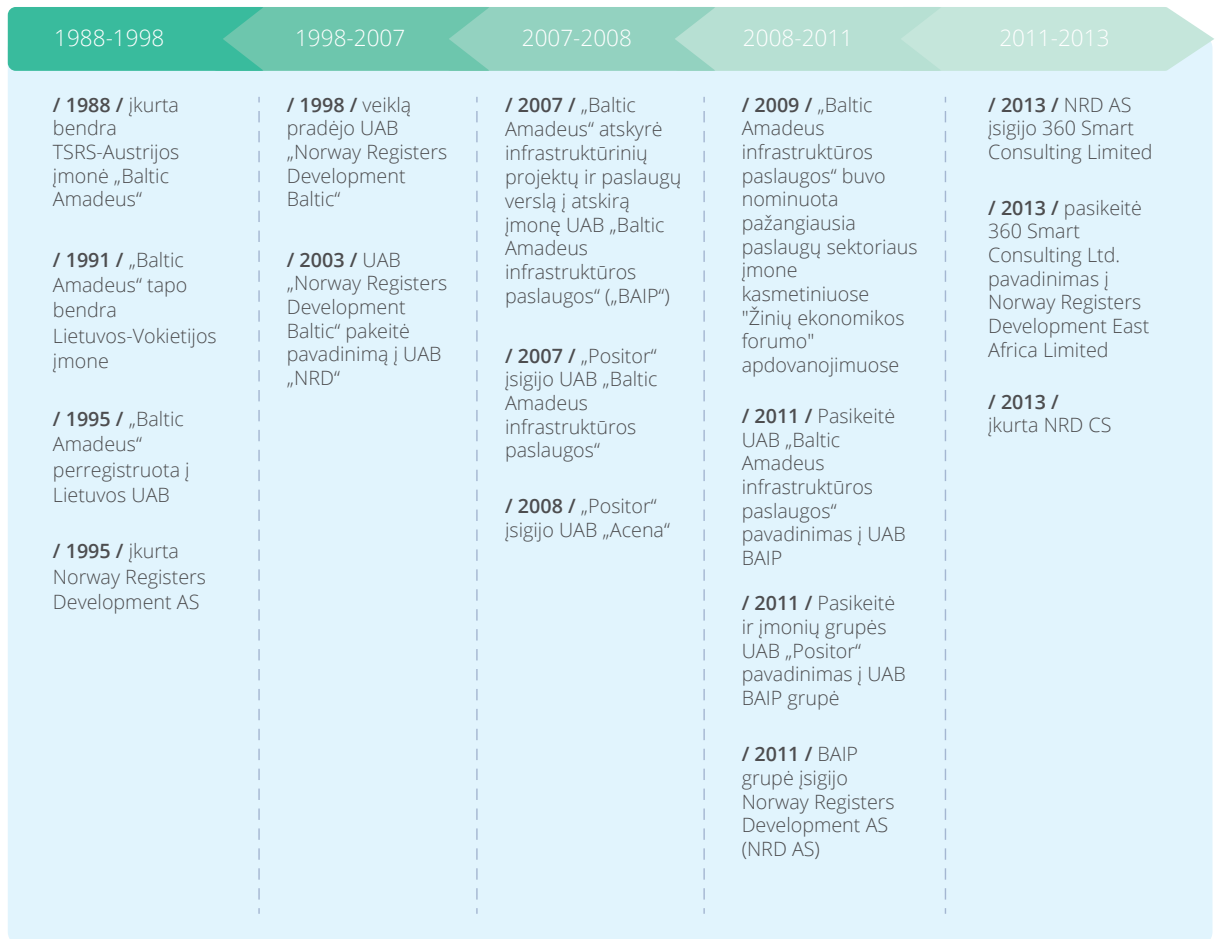 1988-1998
1998-2007
2007-2008
2008-2011
2011-2013
/ 1988 / įkurta
bendra
TSRS-Austrijos
įmonė „Baltic
Amadeus“
/ 1991 / „Baltic
Amadeus“ tapo
bendra
Lietuvos-Vokietijos
įmone
/ 1995 / „Baltic
Amadeus“
perregistruota į
Lietuvos UAB
/ 1995 / įkurta
Norway Registers
Development AS
/ 1998 / veiklą
pradėjo UAB
„Norway Registers
Development
Baltic“
/ 2003 / UAB
„Norway Registers
Development
Baltic“ pakeitė
pavadinimą į UAB
„NRD“
/ 2007 / „Baltic
Amadeus“ atskyrė
infrastruktūrinių
projektų ir paslaugų
verslą į atskirą
įmonę UAB „Baltic
Amadeus
infrastruktūros
paslaugos“ („BAIP“)
/ 2007 / „Positor“
įsigijo UAB „Baltic
Amadeus
infrastruktūros
paslaugos“
/ 2008 / „Positor“
įsigijo UAB „Acena“
/ 2009 / „Baltic
Amadeus
infrastruktūros
paslaugos“ buvo
nominuota
pažangiausia
paslaugų sektoriaus
įmone
kasmetiniuose
"Žinių ekonomikos
forumo"
apdovanojimuose
/ 2011 / Pasikeitė
UAB „Baltic
Amadeus
infrastruktūros
paslaugos“
pavadinimas į UAB
BAIP
/ 2011 / Pasikeitė
ir įmonių grupės
UAB „Positor“
pavadinimas į UAB
BAIP grupė
/ 2011 / BAIP
grupė įsigijo
Norway Registers
Development AS
(NRD AS)
/ 2013 / NRD AS
įsigijo 360 Smart
Consulting Limited
/ 2013 / pasikeitė
360 Smart
Consulting Ltd.
pavadinimas į
Norway Registers
Development East
Africa Limited
/ 2013 /
įkurta NRD CS